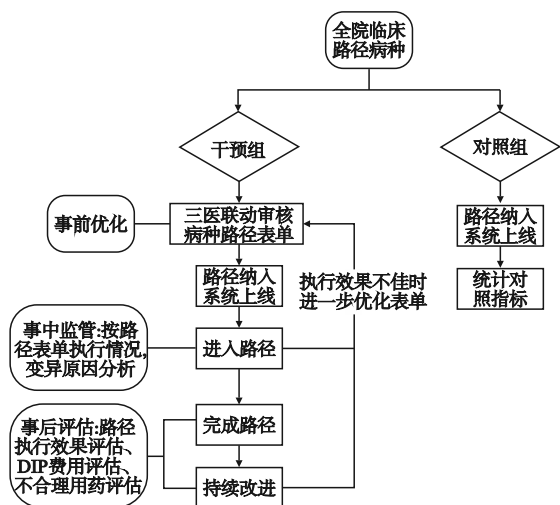 全院临床
路径病种
干预组
对照组
事前优化
三医联动审核
病种路径表单
路径纳入
系统上线
路径纳入
系统上线
执行效果不佳时
进一步优化表单
统计对
照指标
事中监管:按路
径表单执行情况,
变异原因分析
进入路径
事后评估:路径
执行效果评估、
DIP费用评估、
不合理用药评估
完成路径
持续改进